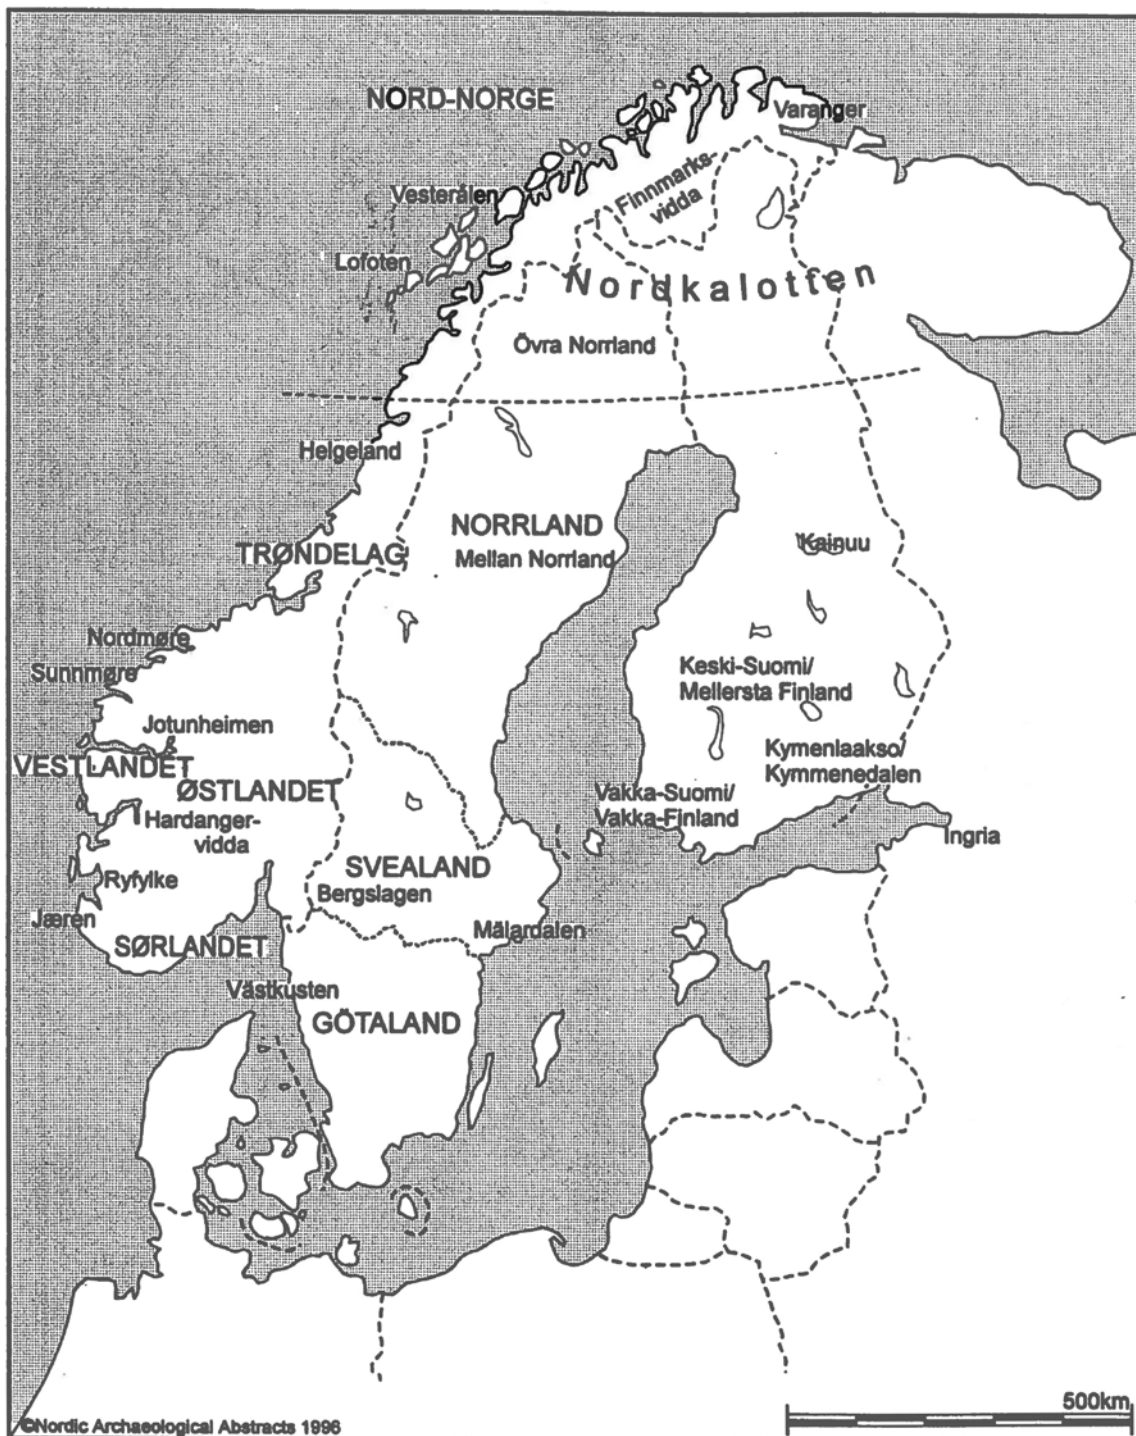 NORD-NORGE
Varanger
Finnmarks-
vidda
Vesterålen
Lofoten
Nordkalotten
Övra Norrland
Helgeland
NORRLAND
Mellan Norrland
TRØNDELAG
Kainuu
Nordmøre
Sunnmøre
Keski-Suomi/
Mellersta Finland
Jotunheimen
VESTLANDET
ØSTLANDET
Kymenlaakso/
Kymmenedalen
Vakka-Suomi/
Vakka-Finland
Hardanger-
vidda
Ingria
SVEALAND
Bergslagen
Ryfylke
Jæren
SØRLANDET
Mälardalen
Västkusten
GÖTALAND
500km
©Nordic Archaeological Abstracts 1996